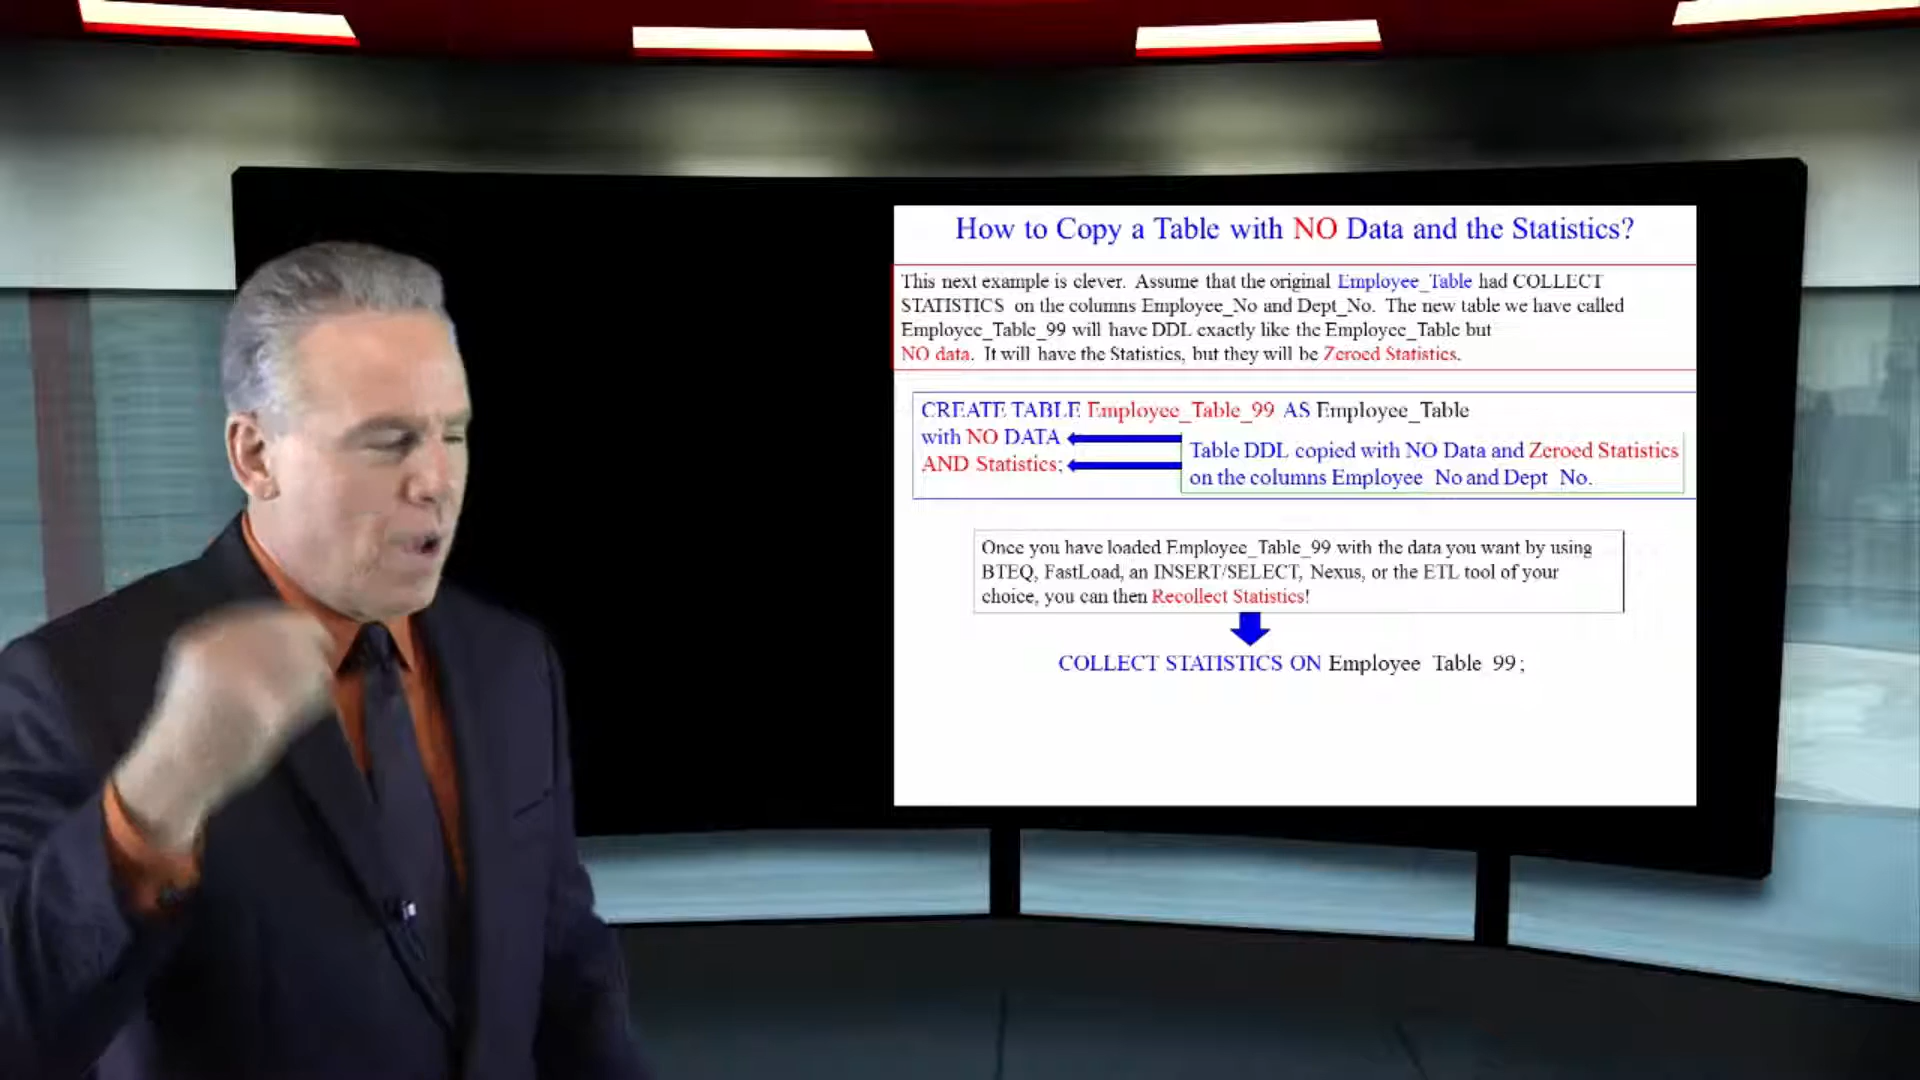 How to Copy a Table with NO Data and the Statistics?
This next example is clever. Assume that the original Employee_Table had COLLECT
STATISTICS on the columns Employee_No and Dept_No. The new table we have called
Employee_Table_99 will have DDL exactly like the Employee_Table but
NO data. It will have the Statistics, but they will be Zeroed Statistics.
CREATE TABLE Employee_Table_99 AS Employee_Table
with NO DATA
AND Statistics;
Table DDL copied with NO Data and Zeroed Statistics
on the columns Employee_No and Dept_No.
Once you have loaded Employee_Table_99 with the data you want by using
BTEQ, FastLoad, an INSERT/SELECT, Nexus, or the ETL tool of your
choice, you can then Recollect Statistics!
COLLECT STATISTICS ON Employee_Table_99;